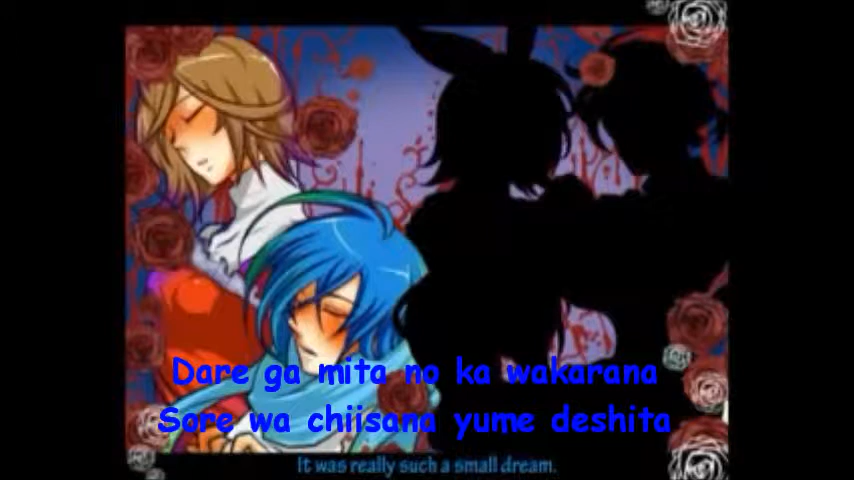 Dare ga mita no ka wakarana
Sore wa chiisana yume deshita
It was really such a small dream.